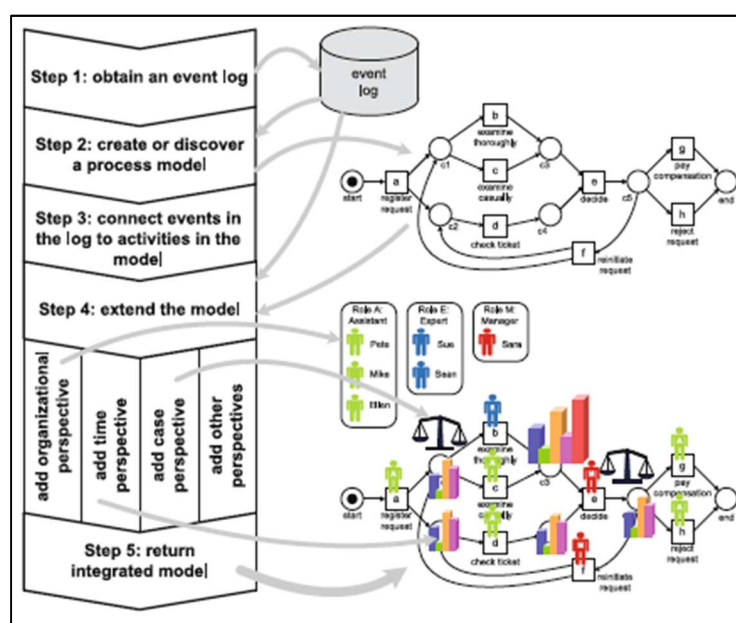 Step 1: obtain an event log
event
log
Step 2: create or discover
a process model
Step 3: connect events in
the log to activities in the
model
Step 4: extend the model
add organizational
perspective
add time
perspective
add case
perspective
add other
perspectives
Step 5: return
integrated model
start
a
register
request
c1
b
examine
thoroughly
c
examine
casually
c3
c2
d
check ticket
c4
e
decide
c5
f
reinitiate
request
g
pay
compensation
h
reject
request
end
Role A:
Assistant
Pete
Mike
Ellen
Role E:
Expert
Sue
Sean
Role M:
Manager
Sara
start
a
register
request
b
examine
thoroughly
c
examine
casually
c3
d
check ticket
e
decide
f
reinitiate
request
g
pay
compensation
h
reject
request
end